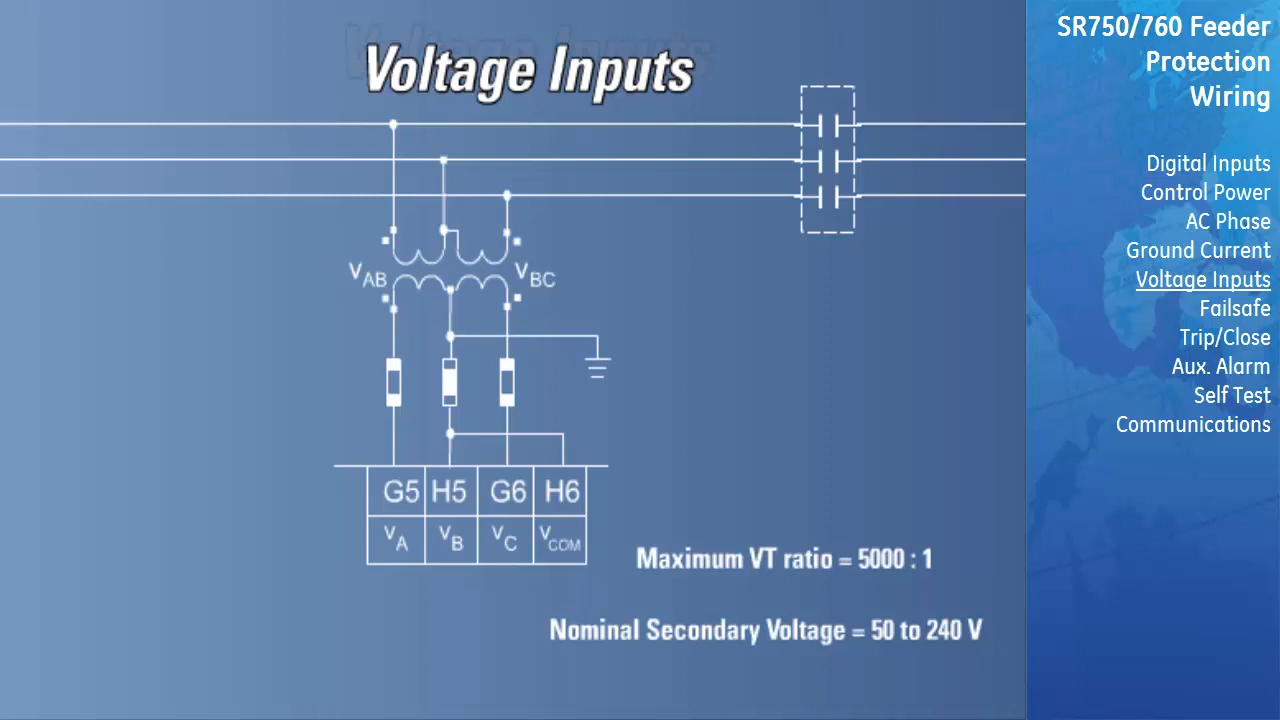 Voltage Inputs
VAB
VBC
G5 H5 G6 H6
VA VB VC VCOM
Maximum VT ratio = 5000 : 1
Nominal Secondary Voltage = 50 to 240 V
SR750/760 Feeder
Protection
Wiring
Digital Inputs
Control Power
AC Phase
Ground Current
Voltage Inputs
Failsafe
Trip/Close
Aux. Alarm
Self Test
Communications